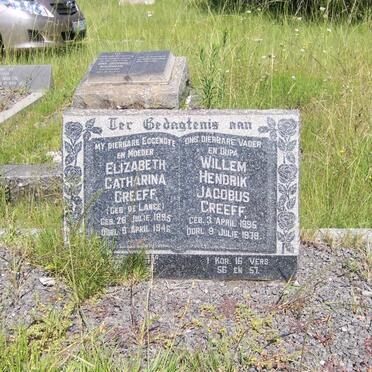 Ter Gedagtenis aan
MY DIERBARE EGGENOTE
EN MOEDER
ELIZABETH
CATHARINA
GREEFF
(GEB. DE LANGE)
GEB. 26 JULIE 1895
OORL. 9 APRIL 1946
ONS DIERBARE VADER
EN OUPA
WILLEM
HENDRIK
JACOBUS
GREEFF
GEB. 3 APRIL 1895
OORL. 9 JULIE 1979
1 KOR. 15 VERS
56 EN 57.